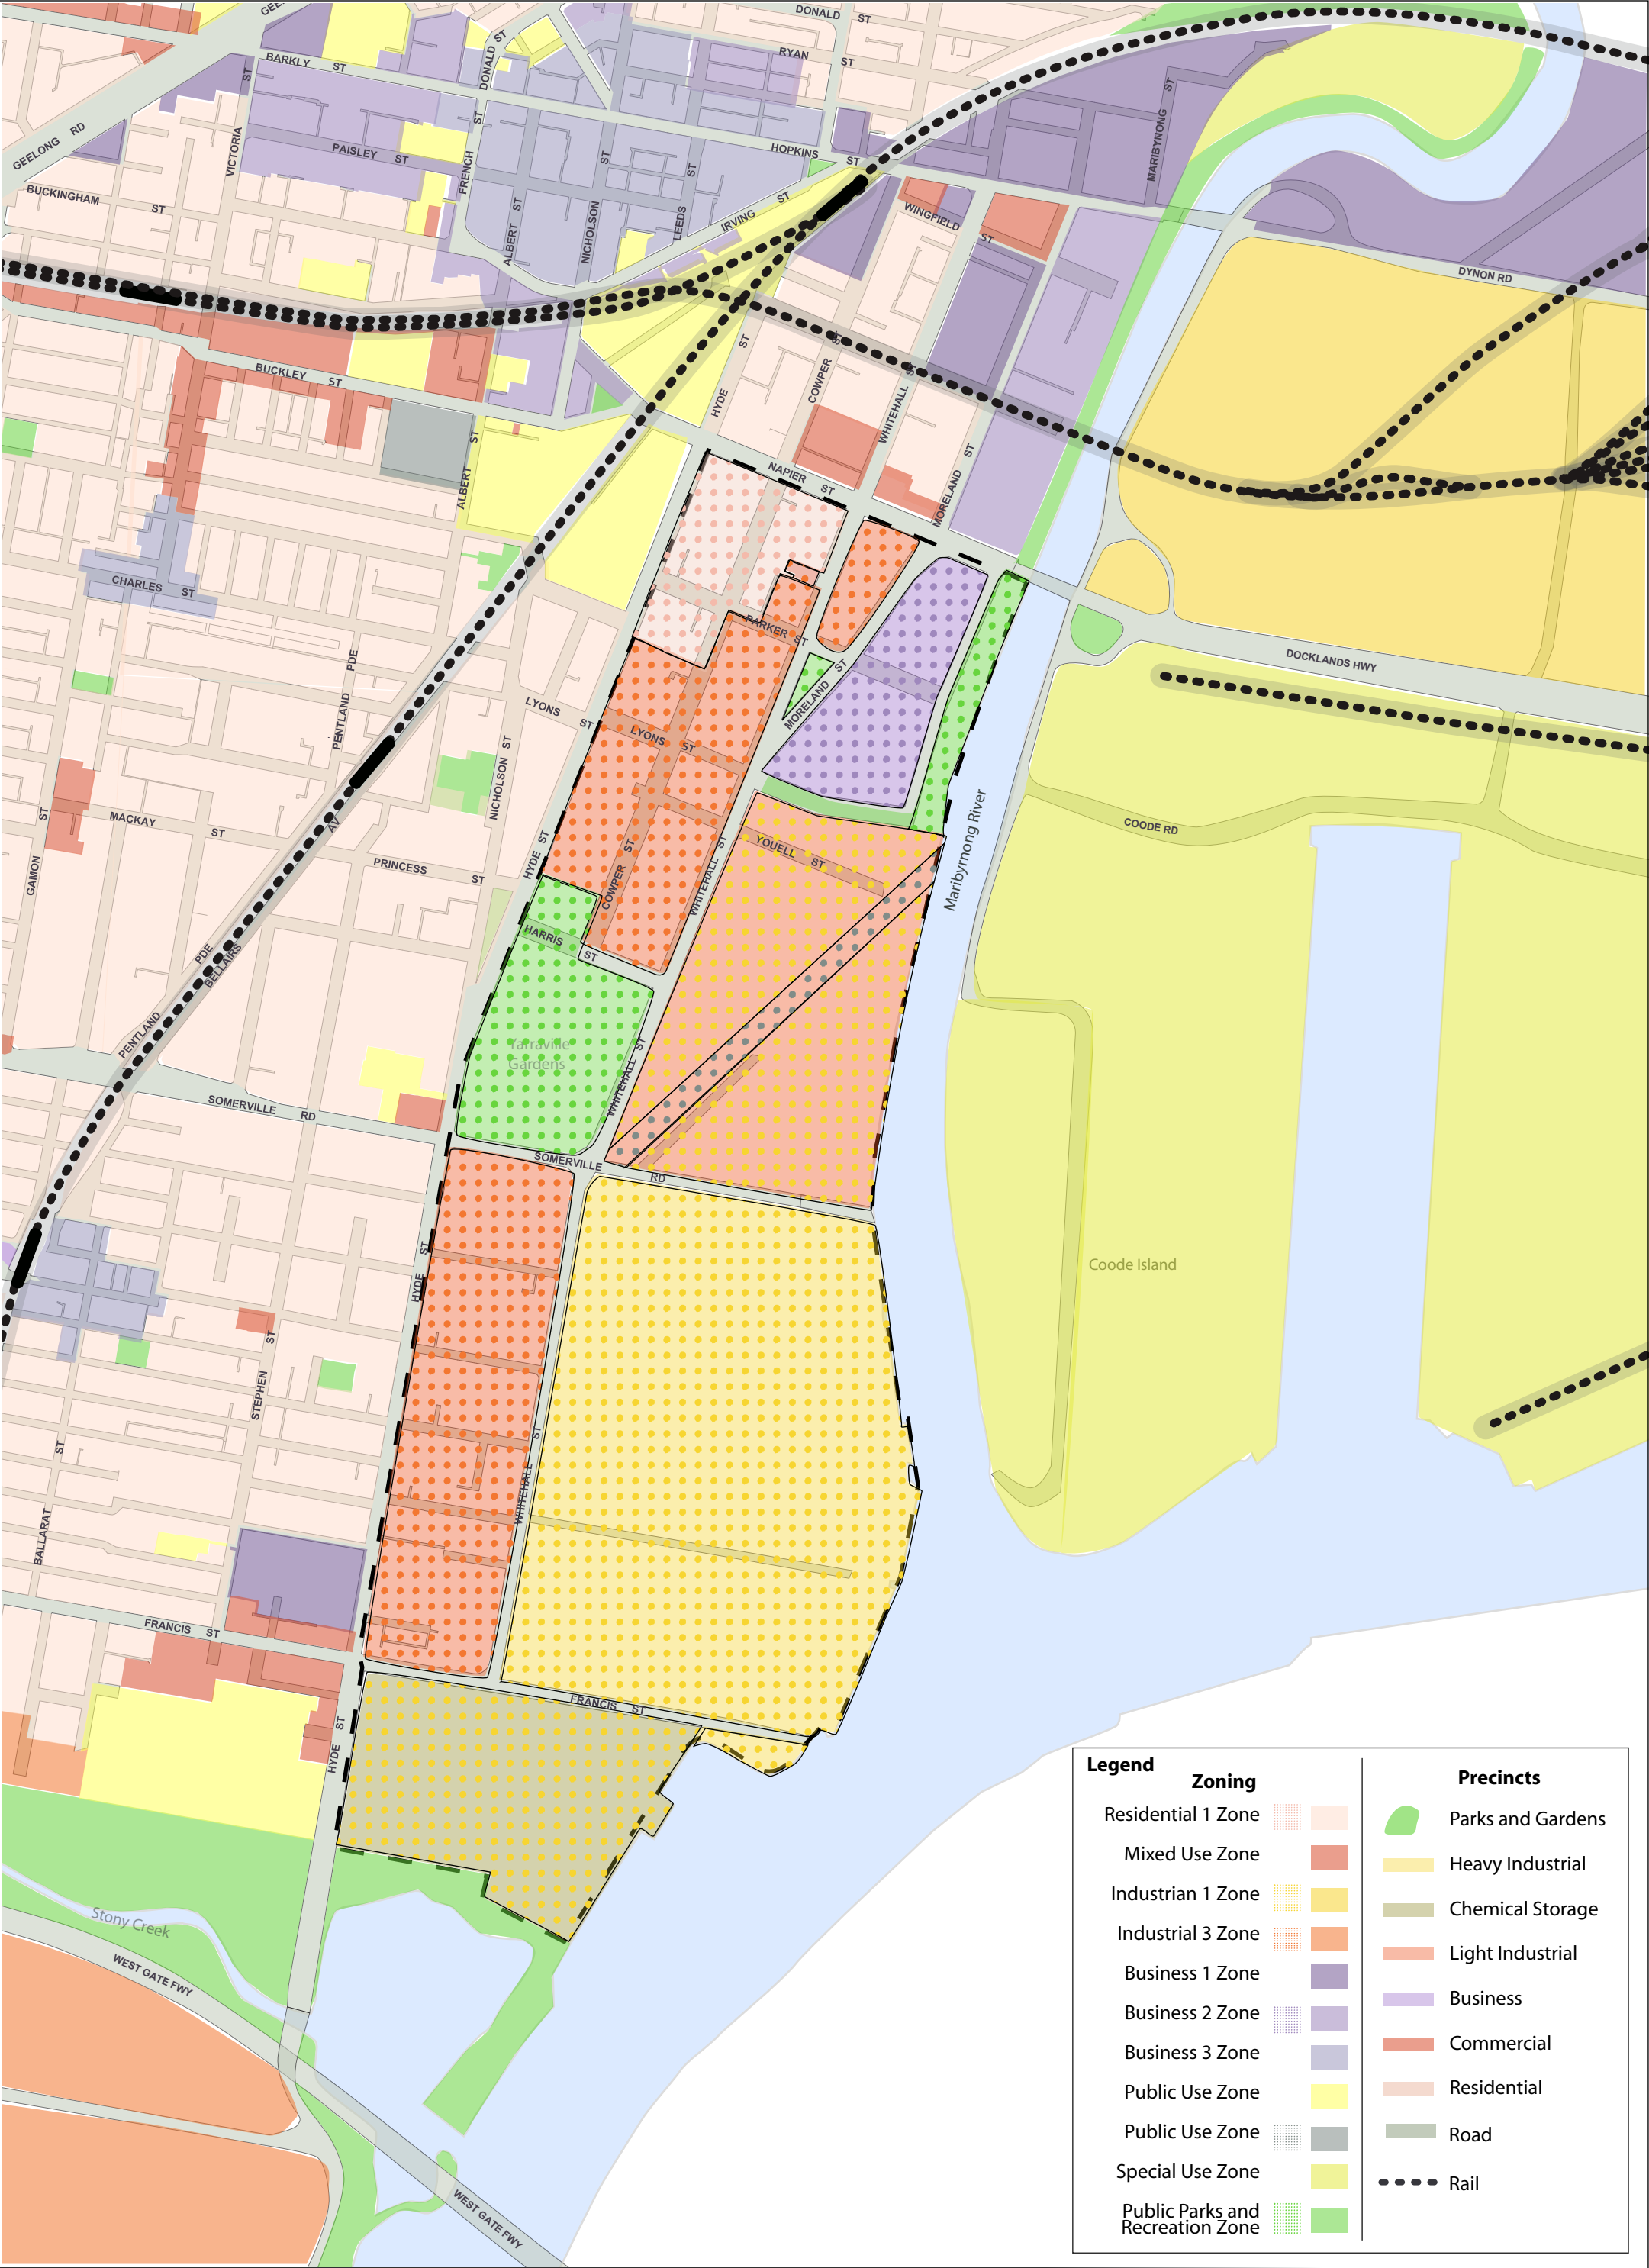 GEE
DONALD ST
DONALD ST
RYAN ST
BARKLY ST
ST
MARIBYNONG ST
GEELONG RD
VICTORIA
PAISLEY ST
FRENCH ST
HOPKINS ST
ST
ST
BUCKINGHAM ST
ALBERT ST
NICHOLSON
LEEDS
IRVING ST
WINGFIELD ST
DYNON RD
BUCKLEY ST
HYDE ST
COWPER ST
WHITEHALL ST
MORELAND ST
ALBERT ST
NAPIER ST
CHARLES ST
PARKER ST
PENTLAND PDE
MORELAND ST
DOCKLANDS HWY
LYONS ST
LYONS ST
NICHOLSON ST
MACKAY ST
AV
PRINCESS ST
GAMON ST
HYDE ST
COWPER ST
WHITEHALL ST
YOUELL ST
Maribyrnong River
COODE RD
HARRIS ST
PDE
BELLAIRS
PENTLAND
Yarraville
Gardens
WHITEHALL ST
SOMERVILLE RD
SOMERVILLE RD
HYDE ST
Coode Island
STEPHEN ST
WHITEHALL ST
BALLARAT ST
FRANCIS ST
FRANCIS ST
HYDE ST
Stony Creek
WEST GATE FWY
WEST GATE FWY
Legend
Zoning
Residential 1 Zone
Mixed Use Zone
Industrian 1 Zone
Industrial 3 Zone
Business 1 Zone
Business 2 Zone
Business 3 Zone
Public Use Zone
Public Use Zone
Special Use Zone
Public Parks and
Recreation Zone
Precincts
Parks and Gardens
Heavy Industrial
Chemical Storage
Light Industrial
Business
Commercial
Residential
Road
Rail